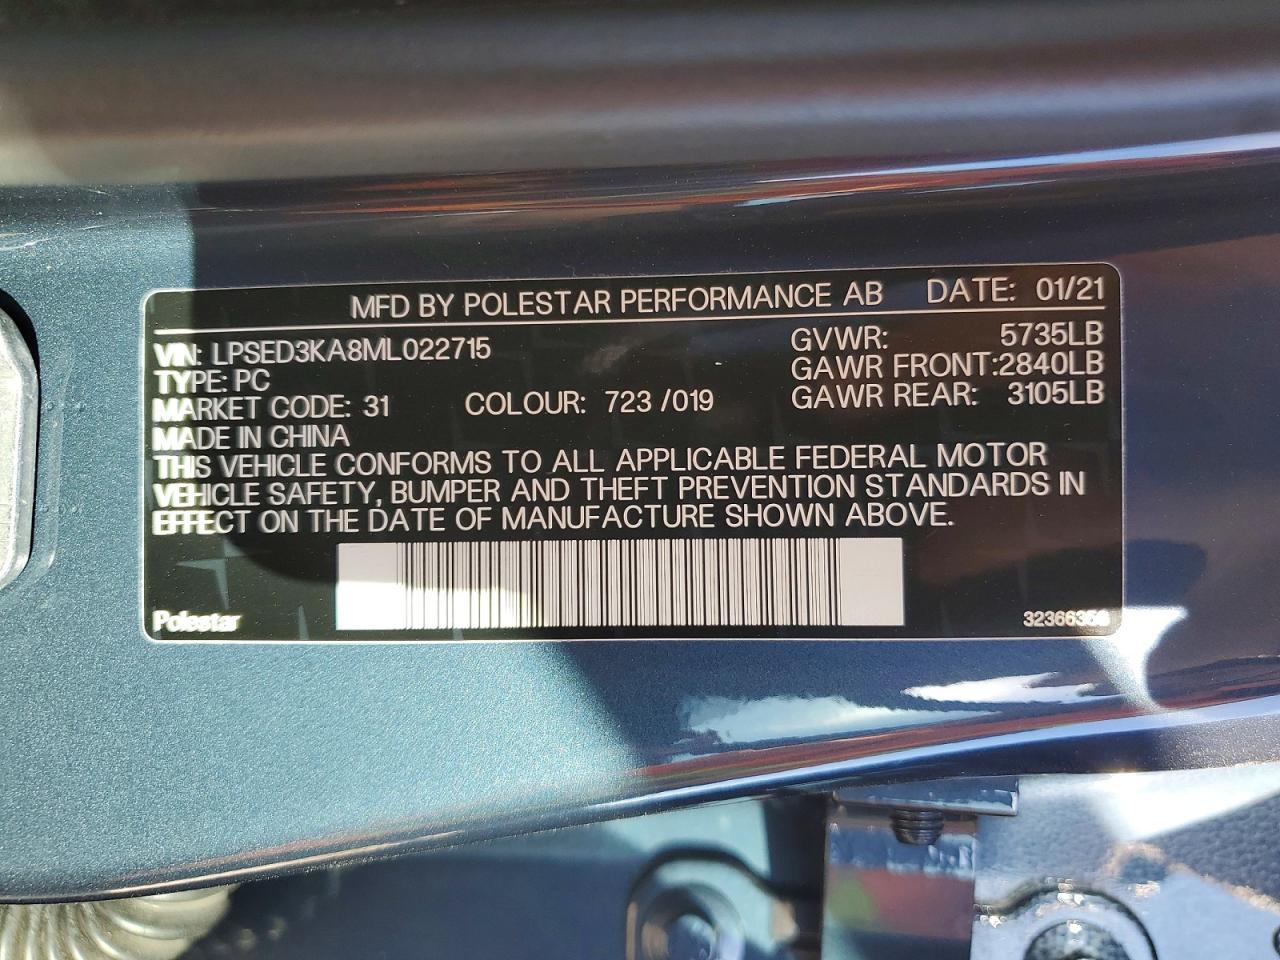 MFD BY POLESTAR PERFORMANCE AB DATE: 01/21
VIN: LPSED3KA8ML022715 GVWR: 5735LB
TYPE: PC GAWR FRONT:2840LB
MARKET CODE: 31 COLOUR: 723 /019 GAWR REAR: 3105LB
MADE IN CHINA
THIS VEHICLE CONFORMS TO ALL APPLICABLE FEDERAL MOTOR
VEHICLE SAFETY, BUMPER AND THEFT PREVENTION STANDARDS IN
EFFECT ON THE DATE OF MANUFACTURE SHOWN ABOVE.
Polestar